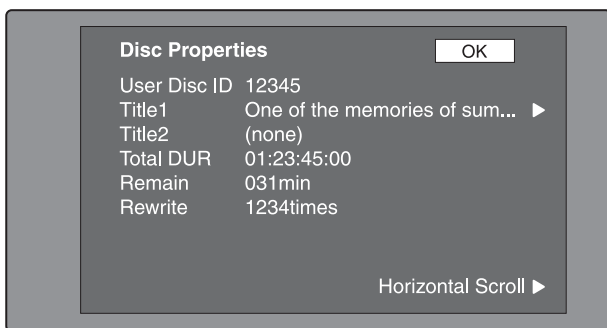 Disc Properties OK
User Disc ID 12345
Title1 One of the memories of sum... ▶
Title2 (none)
Total DUR 01:23:45:00
Remain 031min
Rewrite 1234times
Horizontal Scroll ▶